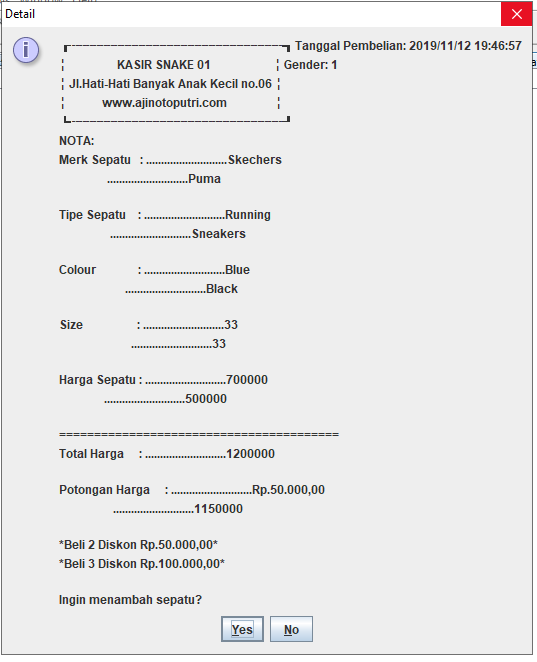 Detail
Tanggal Pembelian: 2019/11/12 19:46:57
KASIR SNAKE 01
Gender: 1
Jl.Hati-Hati Banyak Anak Kecil no.06
www.ajinotoputri.com
NOTA:
Merk Sepatu : ...........................Skechers
...........................Puma
Tipe Sepatu : ...........................Running
...........................Sneakers
Colour : ...........................Blue
...........................Black
Size : ...........................33
...........................33
Harga Sepatu : ...........................700000
...........................500000
========================================
Total Harga : ...........................1200000
Potongan Harga : ...........................Rp.50.000,00
...........................1150000
*Beli 2 Diskon Rp.50.000,00*
*Beli 3 Diskon Rp.100.000,00*
Ingin menambah sepatu?
Yes No